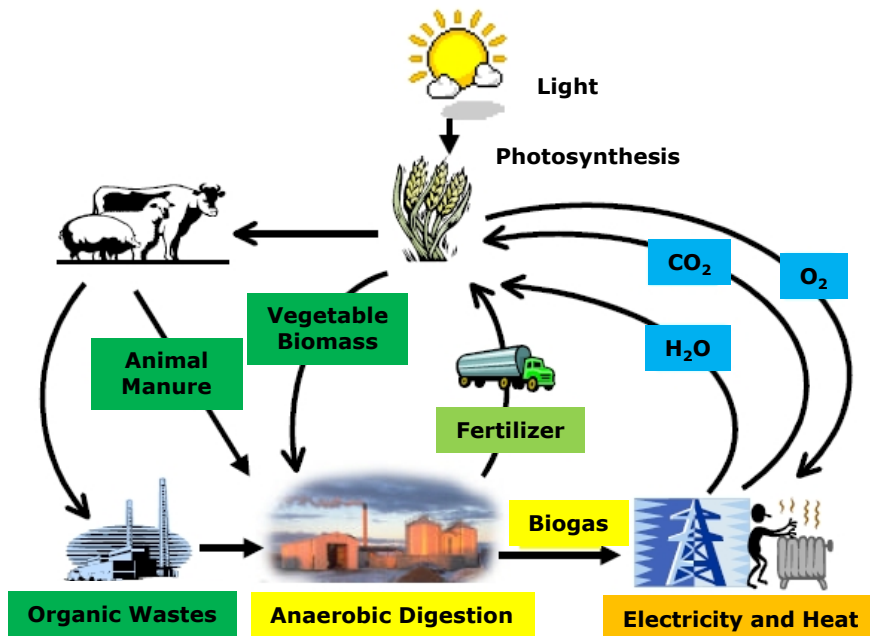 Light
Photosynthesis
CO₂
O₂
Vegetable
Biomass
Animal
Manure
H₂O
Fertilizer
Biogas
Organic Wastes
Anaerobic Digestion
Electricity and Heat